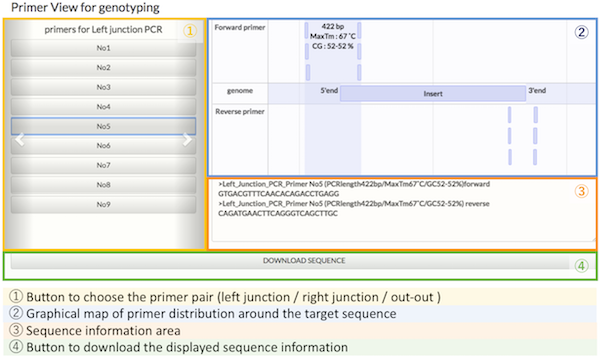 Primer View for genotyping
primers for Left junction PCR
①
No1
No2
No3
No4
No5
No6
No7
No8
No9
Forward primer
422 bp
MaxTm : 67 ˚C
CG : 52-52 %
②
genome
5'end
Insert
3'end
Reverse primer
>Left_Junction_PCR_Primer No5 (PCRlength422bp/MaxTm67˚C/GC52-52%)forward
GTGACGTTTCAACACAGACCTGAGG
>Left_Junction_PCR_Primer No5 (PCRlength422bp/MaxTm67˚C/GC52-52%) reverse
CAGATGAACTTCAGGGTCAGCTTGC
③
DOWNLOAD SEQUENCE
④
① Button to choose the primer pair (left junction / right junction / out-out )
② Graphical map of primer distribution around the target sequence
③ Sequence information area
④ Button to download the displayed sequence information